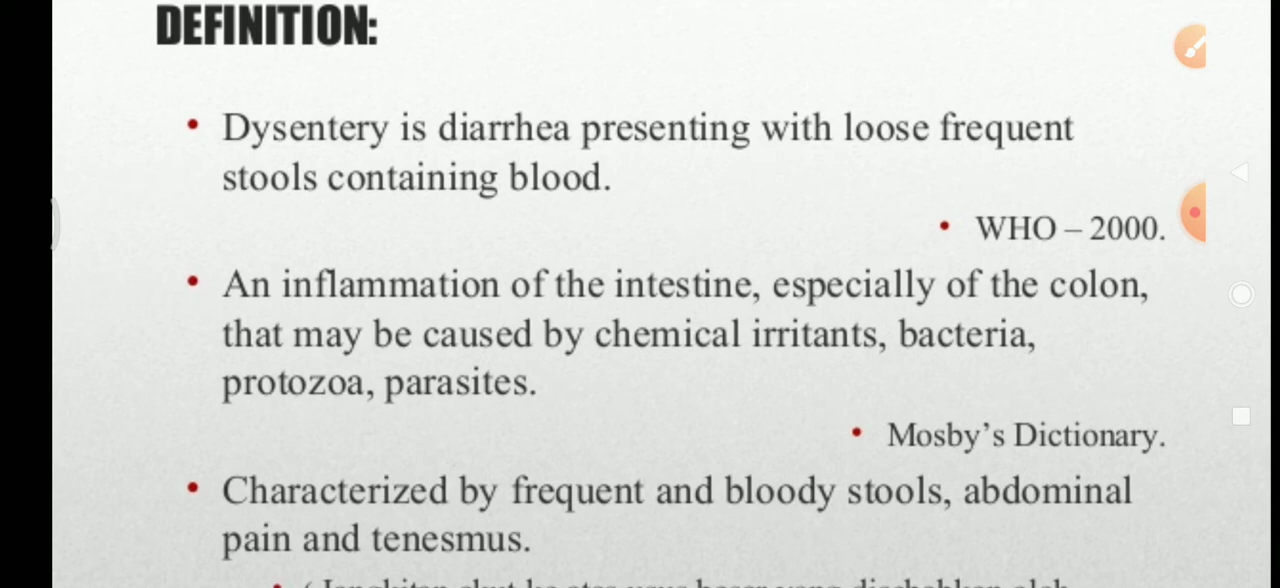 DEFINITION:
• Dysentery is diarrhea presenting with loose frequent
stools containing blood.
• WHO – 2000.
• An inflammation of the intestine, especially of the colon,
that may be caused by chemical irritants, bacteria,
protozoa, parasites.
• Mosby’s Dictionary.
• Characterized by frequent and bloody stools, abdominal
pain and tenesmus.